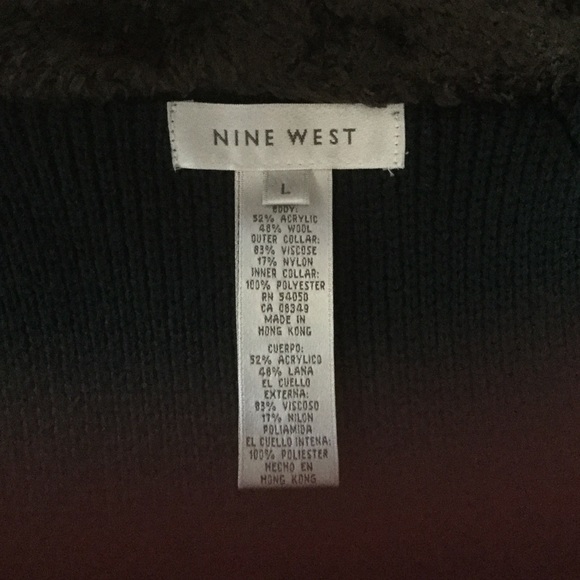 NINE WEST
L
BODY:
52% ACRYLIC
48% WOOL
OUTER COLLAR:
83% VISCOSE
17% NYLON
INNER COLLAR:
100% POLYESTER
RN 54050
CA 08349
MADE IN
HONG KONG
CUERPO:
52% ACRYLICO
48% LANA
EL CUELLO
EXTERNA:
83% VISCOSO
17% NILON
POLIAMIDA
EL CUELLO INTENA:
100% POLIESTER
HECHO EN
HONG KONG